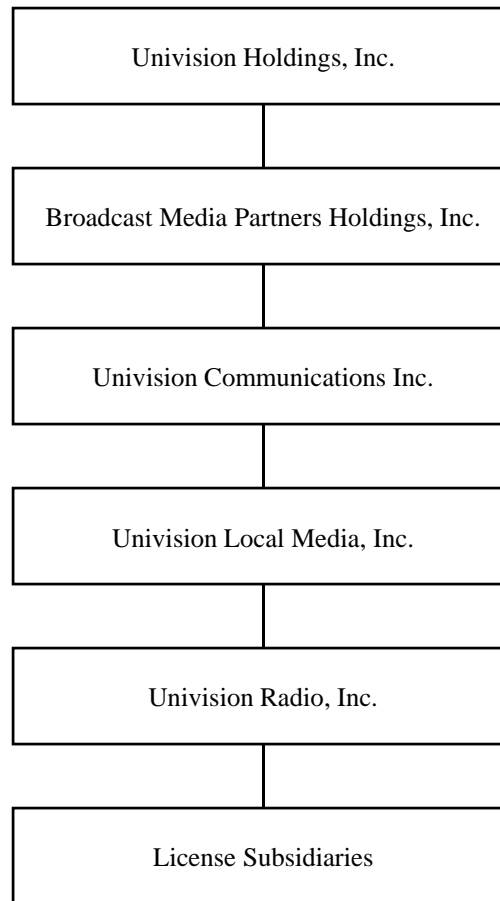 Univision Holdings, Inc.
Broadcast Media Partners Holdings, Inc.
Univision Communications Inc.
Univision Local Media, Inc.
Univision Radio, Inc.
License Subsidiaries